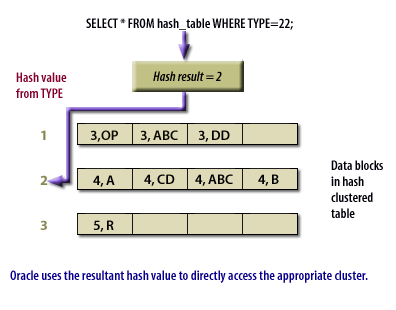 SELECT * FROM hash_table WHERE TYPE=22;
Hash value
from TYPE
Hash result = 2
1 3,OP 3, ABC 3, DD
2 4, A 4, CD 4, ABC 4, B
3 5, R
Data blocks
in hash
clustered
table
Oracle uses the resultant hash value to directly access the appropriate cluster.